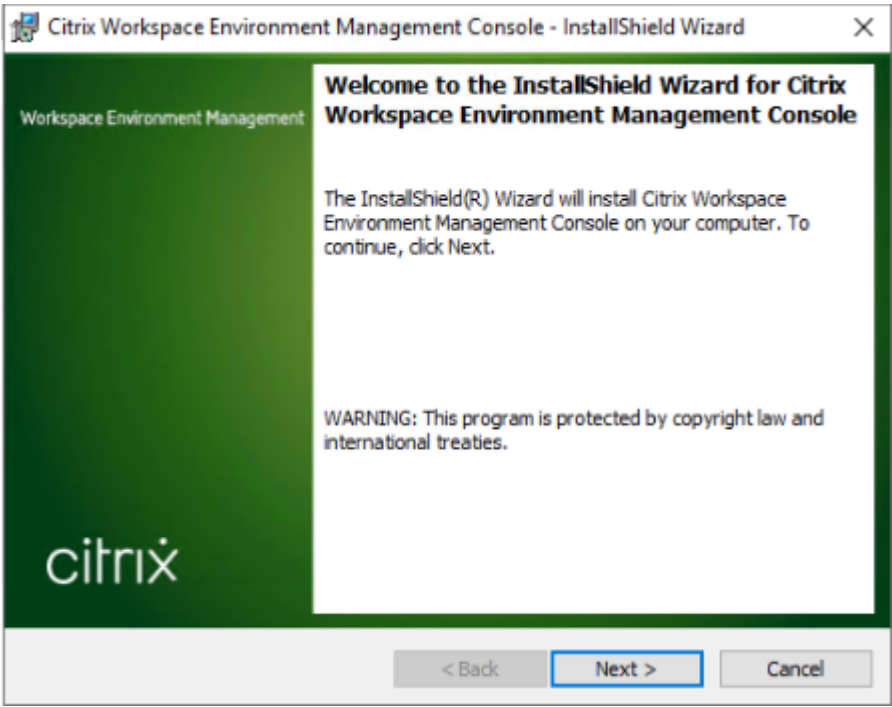 Citrix Workspace Environment Management Console - InstallShield Wizard
Workspace Environment Management
Welcome to the InstallShield Wizard for Citrix
Workspace Environment Management Console
The InstallShield(R) Wizard will install Citrix Workspace
Environment Management Console on your computer. To
continue, click Next.
WARNING: This program is protected by copyright law and
international treaties.
citrix
< Back
Next >
Cancel